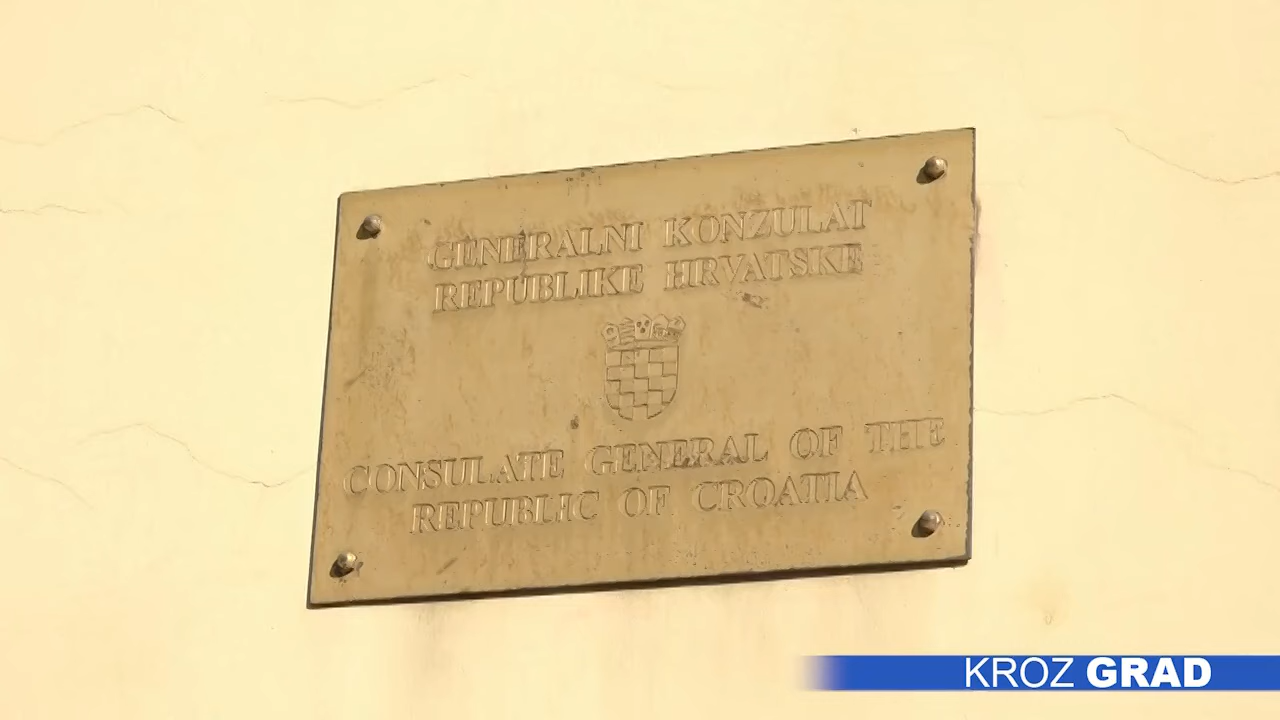 GENERALNI KONZULAT
REPUBLIKE HRVATSKE
CONSULATE GENERAL OF THE
REPUBLIC OF CROATIA
KROZ GRAD